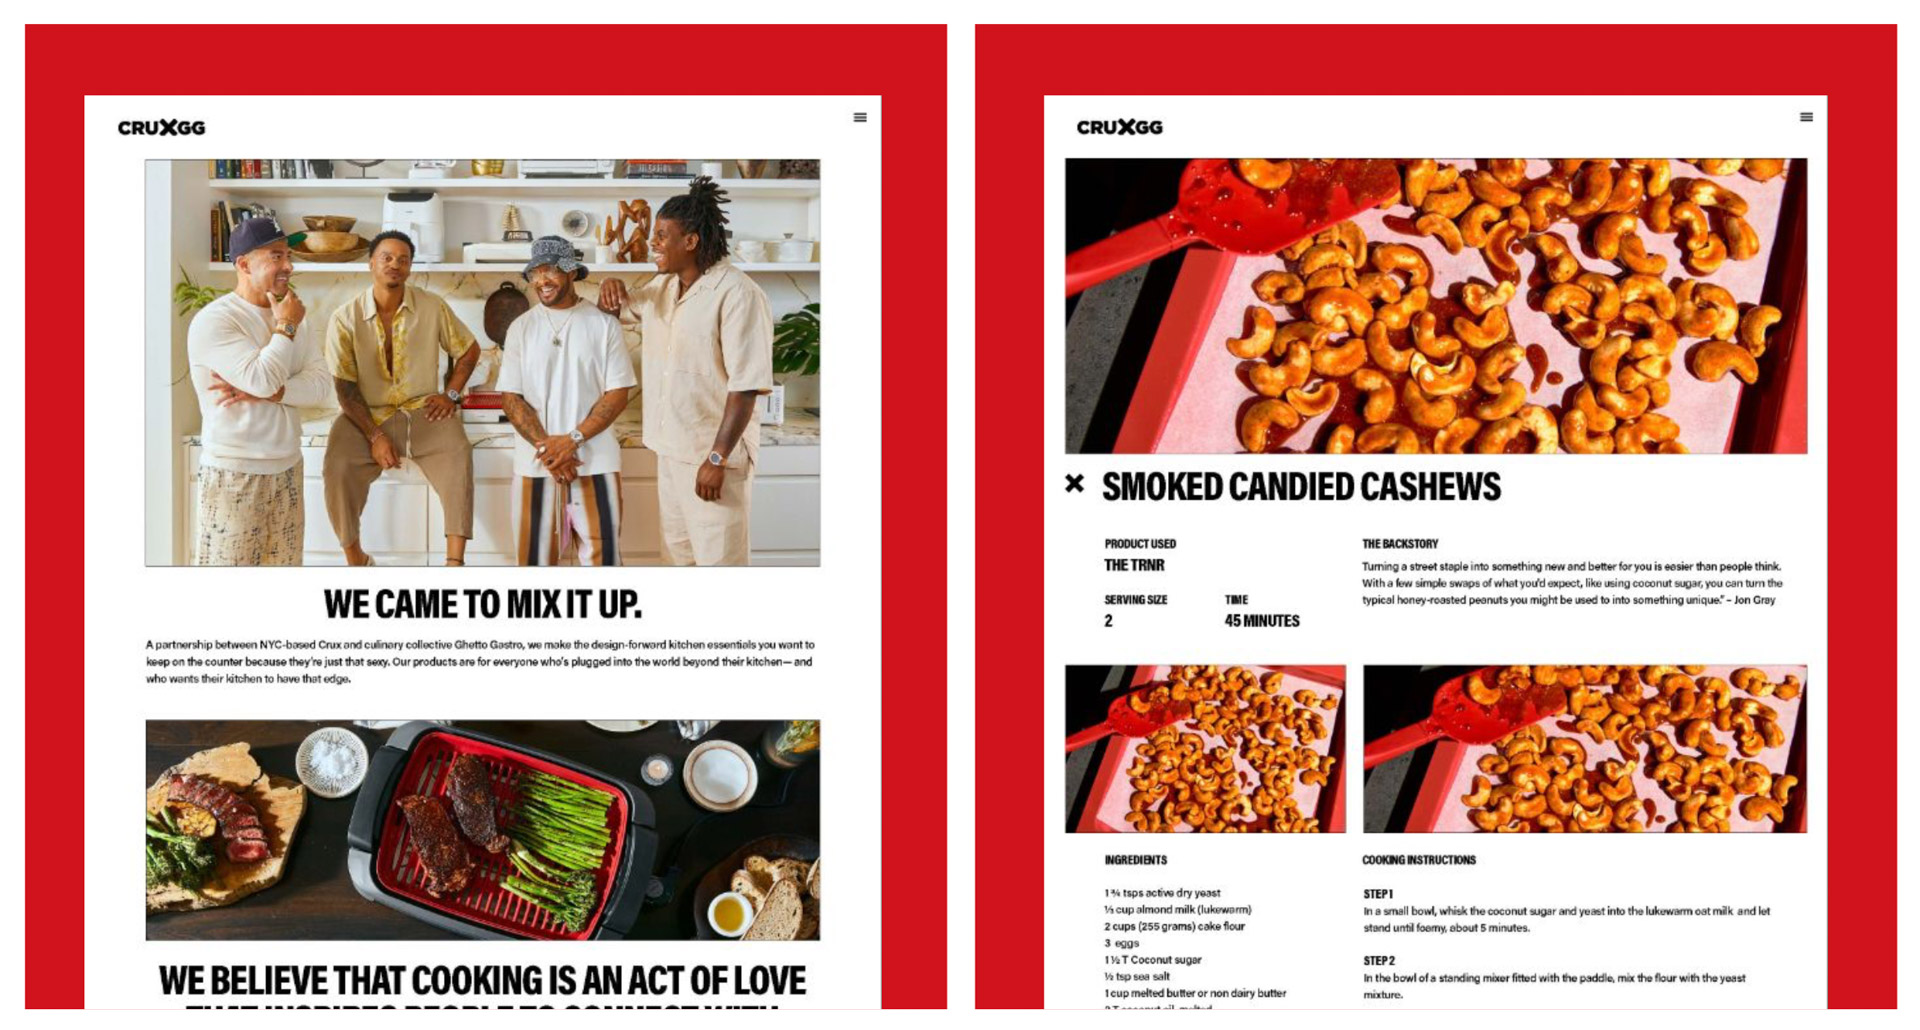 CRUXGG
WE CAME TO MIX IT UP.
A partnership between NYC-based Crux and culinary collective Ghetto Gastro, we make the design-forward kitchen essentials you want to
keep on the counter because they're just that sexy. Our products are for everyone who's plugged into the world beyond their kitchen—and
who wants their kitchen to have that edge.
WE BELIEVE THAT COOKING IS AN ACT OF LOVE
THAT INSPIRES PEOPLE TO CONNECT WITH
CRUXGG
SMOKED CANDIED CASHEWS
PRODUCT USED
THE TRNR
SERVING SIZE
2
TIME
45 MINUTES
THE BACKSTORY
Turning a street staple into something new and better for you is easier than people think.
With a few simple swaps of what you'd expect, like using coconut sugar, you can turn the
typical honey-roasted peanuts you might be used to into something unique." – Jon Gray
INGREDIENTS
1 ¾ tsps active dry yeast
⅓ cup almond milk (lukewarm)
2 cups (255 grams) cake flour
3 eggs
1 ½ T Coconut sugar
½ tsp sea salt
1 cup melted butter or non dairy butter
2 T coconut oil, melted
COOKING INSTRUCTIONS
STEP 1
In a small bowl, whisk the coconut sugar and yeast into the lukewarm oat milk and let
stand until foamy, about 5 minutes.
STEP 2
In the bowl of a standing mixer fitted with the paddle, mix the flour with the yeast
mixture.